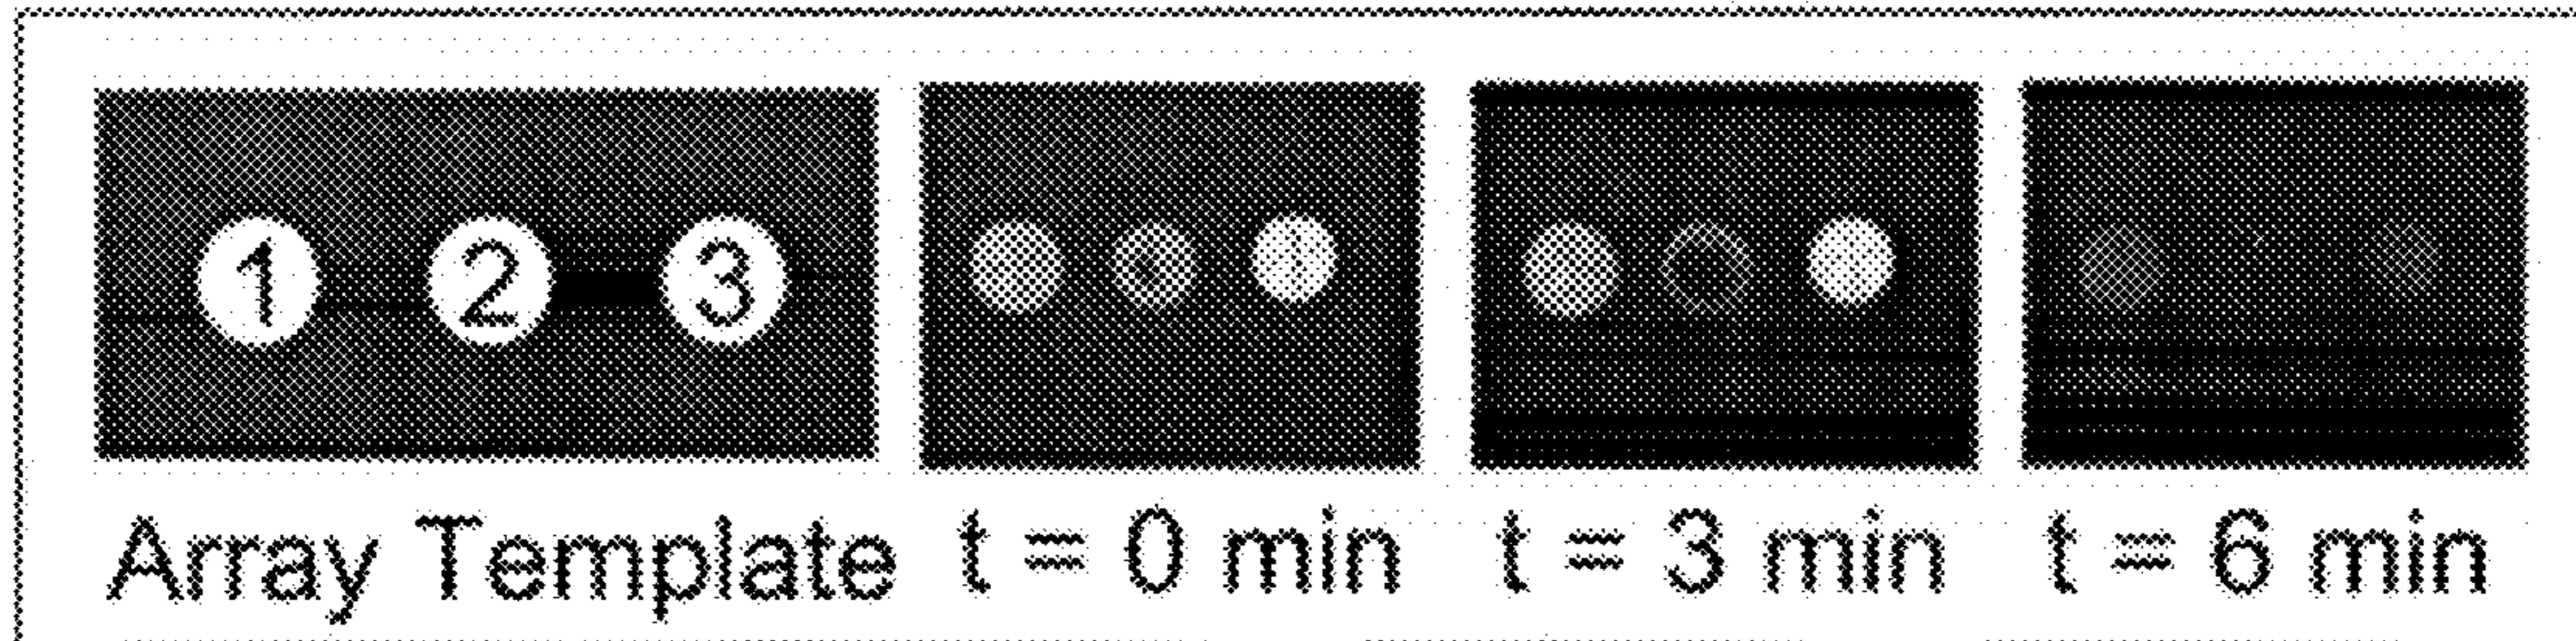 1 2 3
Array Template t = 0 min t = 3 min t = 6 min